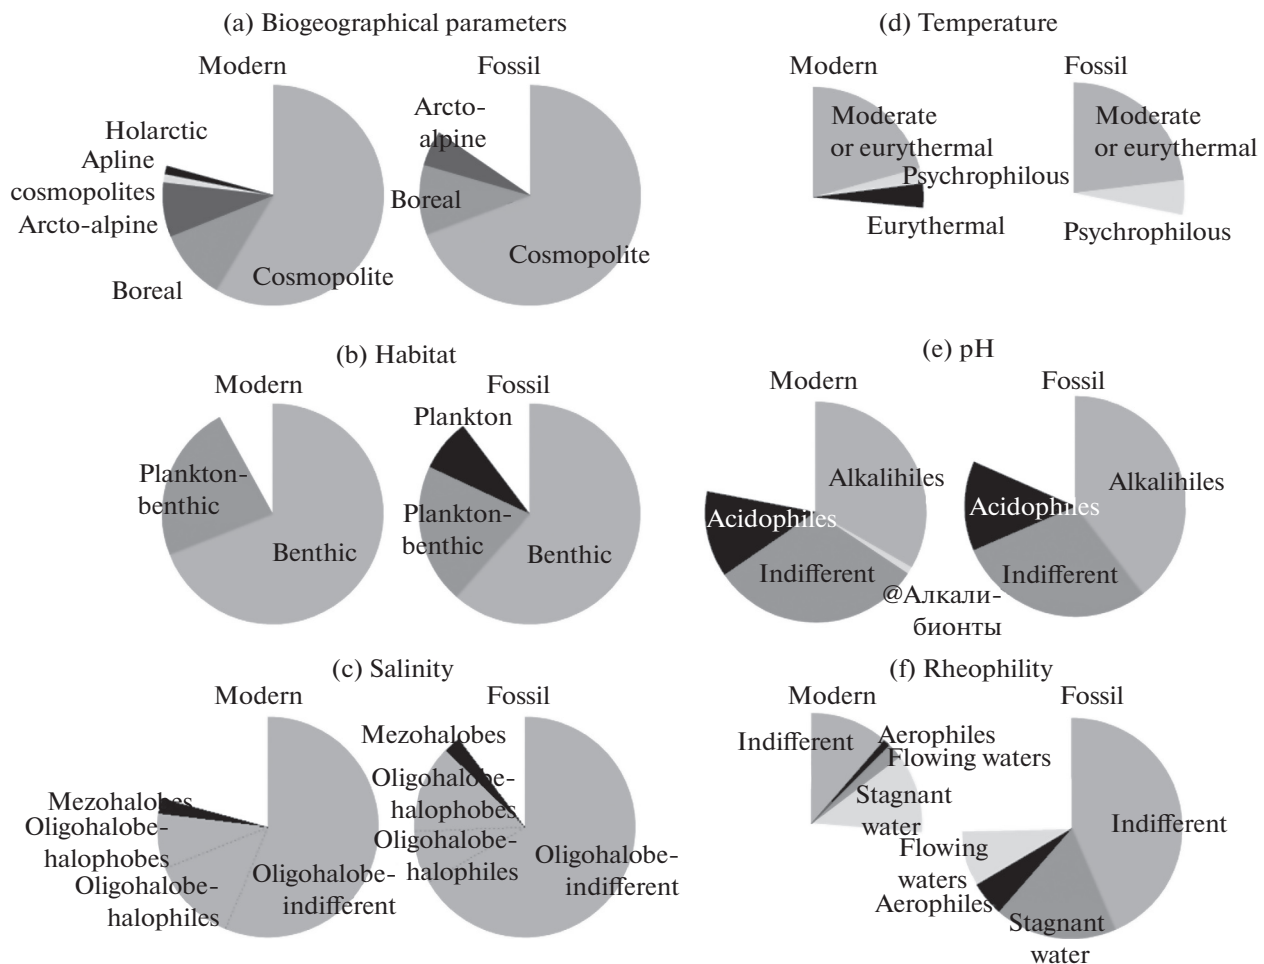 (a) Biogeographical parameters
Modern
Fossil
Holarctic
Apline
cosmopolites
Arcto-alpine
Boreal
Cosmopolite
Arcto-
alpine
Boreal
Cosmopolite
(b) Habitat
Modern
Fossil
Plankton-
benthic
Benthic
Plankton
Plankton-
benthic
Benthic
(c) Salinity
Modern
Fossil
Mezohalobes
Oligohalobe-
halophobes
Oligohalobe-
halophiles
Oligohalobe-
indifferent
Mezohalobes
Oligohalobe-
halophobes
Oligohalobe-
halophiles
Oligohalobe-
indifferent
(d) Temperature
Modern
Fossil
Moderate
or eurythermal
Psychrophilous
Eurythermal
Moderate
or eurythermal
Psychrophilous
(e) pH
Modern
Fossil
Alkalihiles
Acidophiles
Indifferent
@Алкали-
бионты
Alkalihiles
Acidophiles
Indifferent
(f) Rheophility
Modern
Fossil
Indifferent
Aerophiles
Flowing waters
Stagnant
water
Indifferent
Flowing
waters
Aerophiles
Stagnant
water